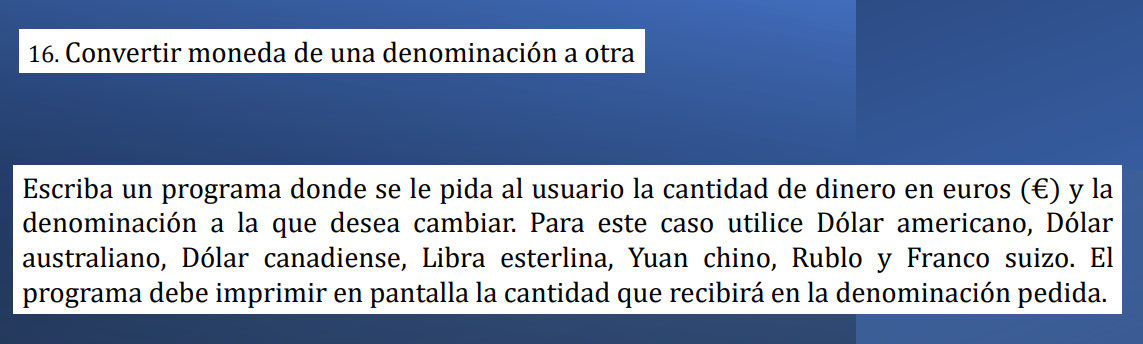 16. Convertir moneda de una denominación a otra
Escriba un programa donde se le pida al usuario la cantidad de dinero en euros (€) y la
denominación a la que desea cambiar. Para este caso utilice Dólar americano, Dólar
australiano, Dólar canadiense, Libra esterlina, Yuan chino, Rublo y Franco suizo. El
programa debe imprimir en pantalla la cantidad que recibirá en la denominación pedida.